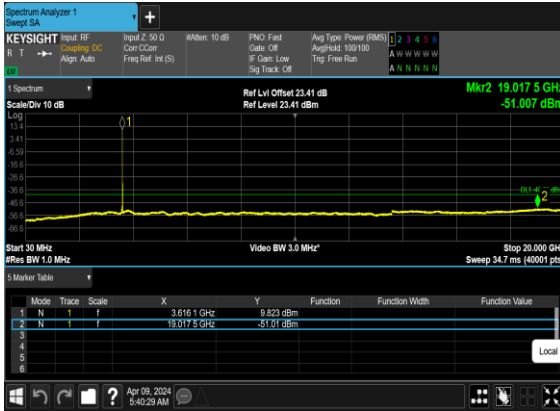 Spectrum Analyzer 1
Swept SA
+
KEYSIGHT Input: RF Input Z: 50 Ω #Atten: 10 dB PNO: Fast Avg Type: Power (RMS) 1 2 3 4 5 6
R T Coupling: DC Corr CCorr Gate: Off Avg|Hold: 100/100 A W W W W W
Align: Auto Freq Ref: Int (S) IF Gain: Low Trig: Free Run
Sig Track: Off A N N N N N
1 Spectrum Ref Lvl Offset 23.41 dB Mkr2 19.017 5 GHz
Scale/Div 10 dB Ref Level 23.41 dBm -51.007 dBm
Log
13.4
3.41
-6.59
-16.6
-26.6
-36.6
-46.6
-56.6
-66.6
1
2
Start 30 MHz Video BW 3.0 MHz* Stop 20.000 GH
#Res BW 1.0 MHz Sweep 34.7 ms (40001 pts
5 Marker Table
Mode Trace Scale X Y Function Function Width Function Value
1 N 1 f 3.616 1 GHz 9.823 dBm
2 N 1 f 19.017 5 GHz -51.01 dBm
3
4
5
6
Local
? Apr 09, 2024
5:40:29 AM